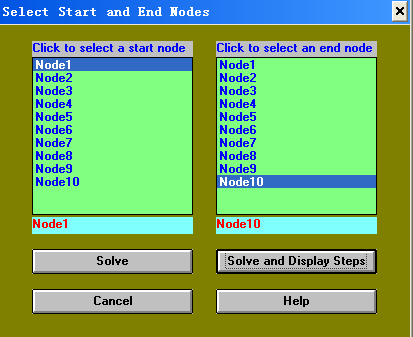 Select Start and End Nodes
Click to select a start node
Node1
Node2
Node3
Node4
Node5
Node6
Node7
Node8
Node9
Node10
Node1
Click to select an end node
Node1
Node2
Node3
Node4
Node5
Node6
Node7
Node8
Node9
Node10
Node10
Solve
Solve and Display Steps
Cancel
Help